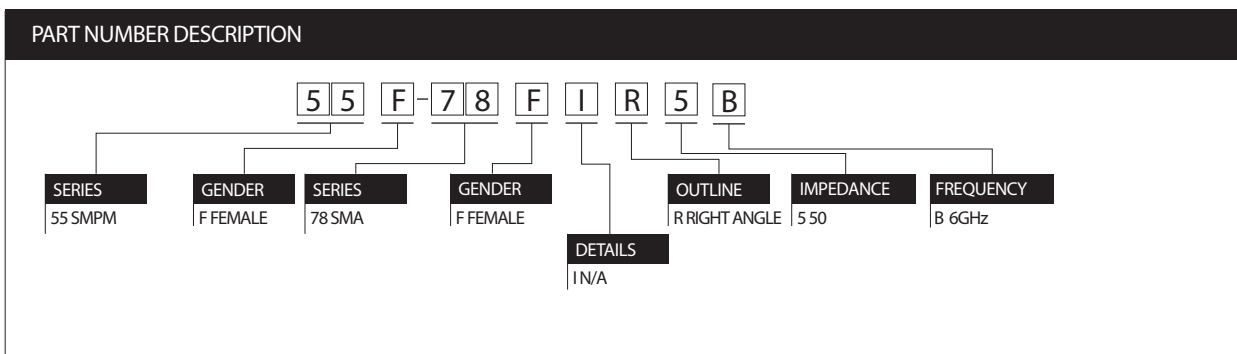 PART NUMBER DESCRIPTION
5 5 F - 7 8 F I R 5 B
SERIES GENDER SERIES GENDER OUTLINE IMPEDANCE FREQUENCY
55 SMPM F FEMALE 78 SMA F FEMALE R RIGHT ANGLE 5 50 B 6GHz
DETAILS
I N/A